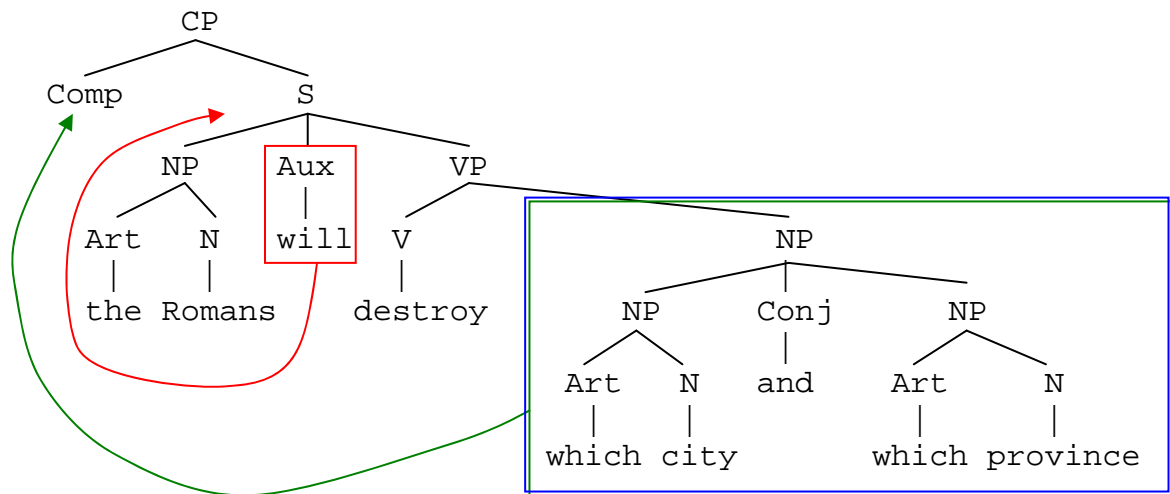 CP
Comp S
NP Aux VP
Art N will V NP
the Romans destroy NP Conj NP
Art N and Art N
which city which province